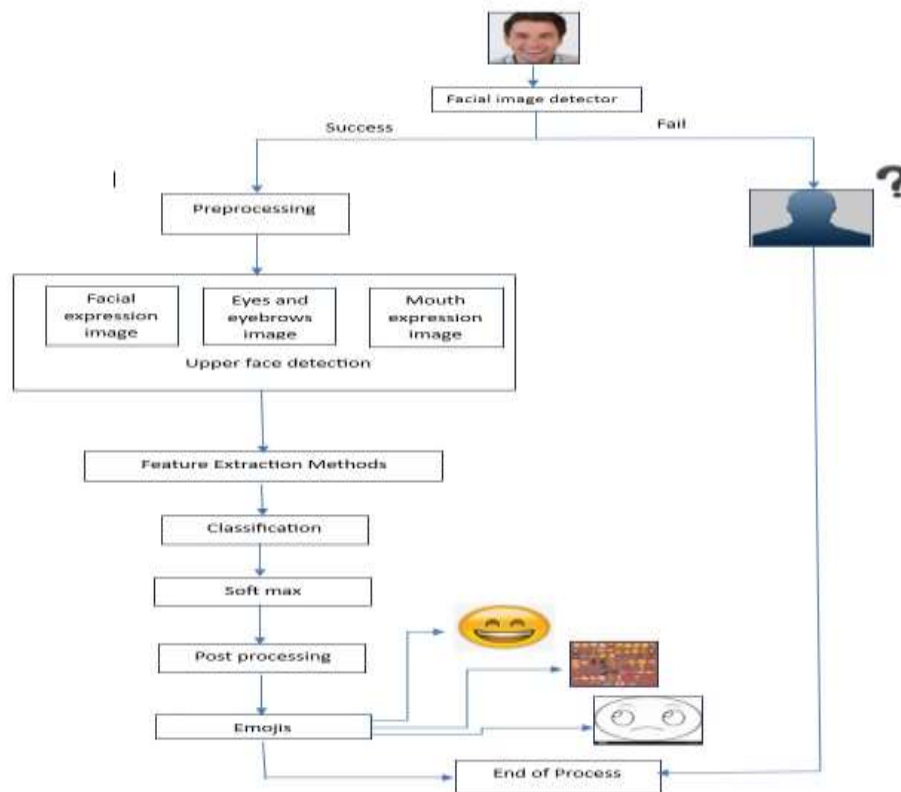 Facial image detector
Success
Fail
?
Preprocessing
Facial
expression
image
Eyes and
eyebrows
image
Mouth
expression
image
Upper face detection
Feature Extraction Methods
Classification
Soft max
Post processing
Emojis
End of Process